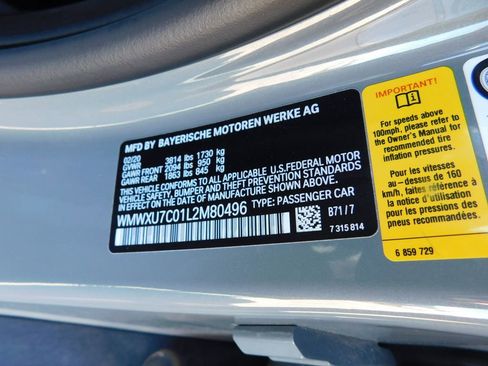 MFD BY BAYERISCHE MOTOREN WERKE AG
02/20
GVWR 3814 lbs 1730 kg
GAWR FRONT 2094 lbs 950 kg
GAWR REAR 1863 lbs 845 kg
THIS VEHICLE CONFORMS TO ALL APPLICABLE U.S.FEDERAL MOTOR
VEHICLE SAFETY, BUMPER AND THEFT PREVENTION STANDARDS IN
EFFECT ON THE DATE OF MANUFACTURE SHOWN ABOVE.
WMWXU7C01L2M80496 TYPE: PASSENGER CAR
B71 / 7
7 315 814
IMPORTANT!
For speeds above
100mph, please refer to
the Owner's Manual for
recommended tire
inflation pressures.
Pour les vitesses
au-dessus de 160
km/h, faites référence à
la notice d'utilisation
pour les pressions de
gonflage recommandées.
6 859 729